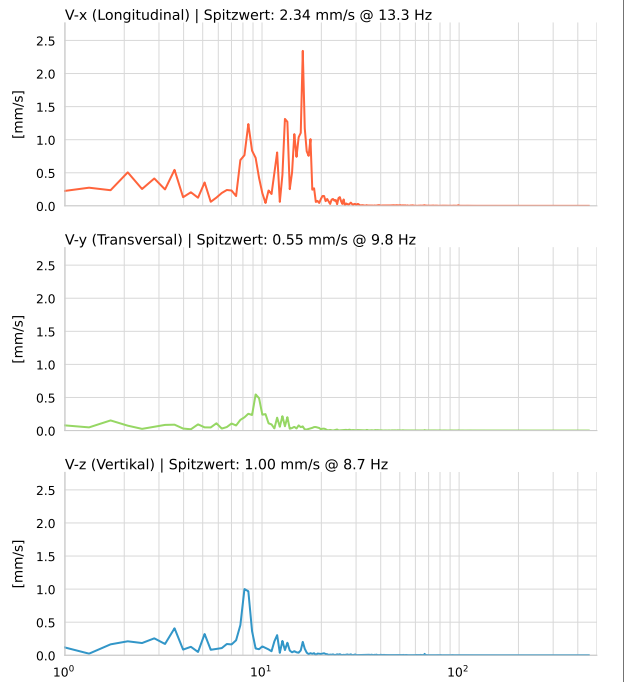 V-x (Longitudinal) | Spitzwert: 2.34 mm/s @ 13.3 Hz
2.5
2.0
1.5
1.0
0.5
0.0
[mm/s]
V-y (Transversal) | Spitzwert: 0.55 mm/s @ 9.8 Hz
2.5
2.0
1.5
1.0
0.5
0.0
[mm/s]
V-z (Vertikal) | Spitzwert: 1.00 mm/s @ 8.7 Hz
2.5
2.0
1.5
1.0
0.5
0.0
[mm/s]
10⁰ 10¹ 10²